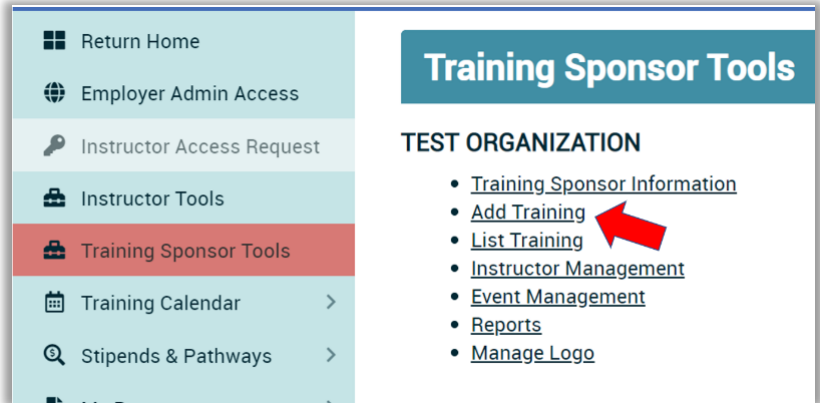 Return Home
Employer Admin Access
Instructor Access Request
Instructor Tools
Training Sponsor Tools
Training Calendar
Stipends & Pathways
Training Sponsor Tools
TEST ORGANIZATION
Training Sponsor Information
Add Training
List Training
Instructor Management
Event Management
Reports
Manage Logo